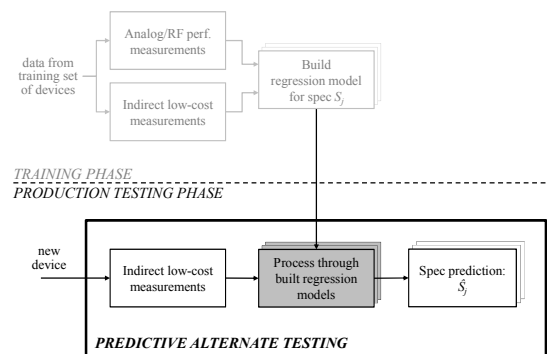 Analog/RF perf.
measurements
data from
training set
of devices
Build
regression model
for spec Sj
Indirect low-cost
measurements
TRAINING PHASE
PRODUCTION TESTING PHASE
new
device
Indirect low-cost
measurements
Process through
built regression
models
Spec prediction:
Ŝj
PREDICTIVE ALTERNATE TESTING